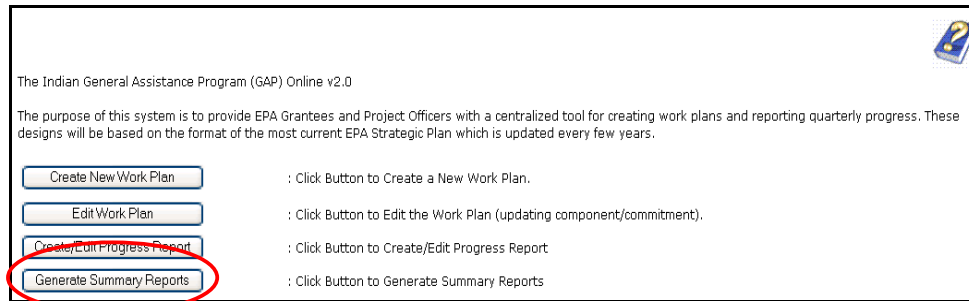 The Indian General Assistance Program (GAP) Online v2.0
The purpose of this system is to provide EPA Grantees and Project Officers with a centralized tool for creating work plans and reporting quarterly progress. These
designs will be based on the format of the most current EPA Strategic Plan which is updated every few years.
Create New Work Plan : Click Button to Create a New Work Plan.
Edit Work Plan : Click Button to Edit the Work Plan (updating component/commitment).
Create/Edit Progress Report : Click Button to Create/Edit Progress Report
Generate Summary Reports : Click Button to Generate Summary Reports